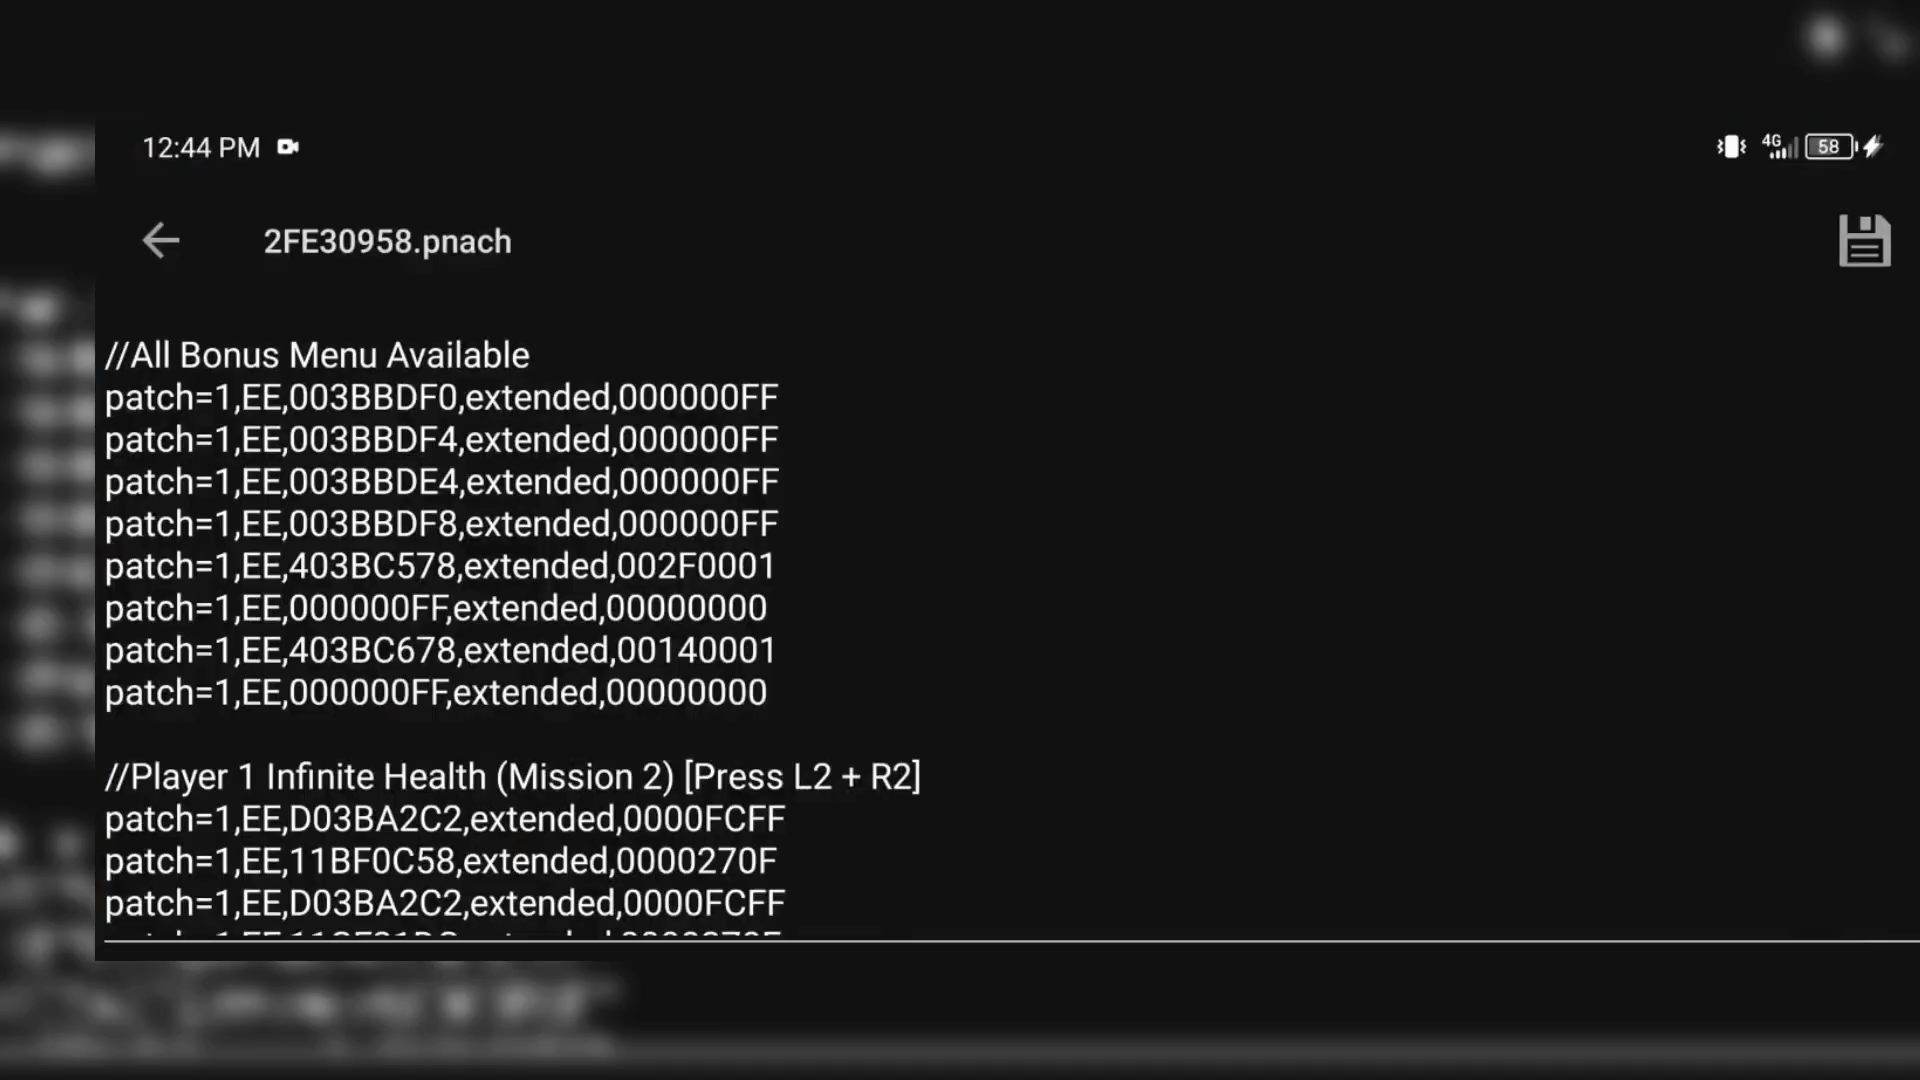 12:44 PM
4G
58
2FE30958.pnach
//All Bonus Menu Available
patch=1,EE,003BBDF0,extended,000000FF
patch=1,EE,003BBDF4,extended,000000FF
patch=1,EE,003BBDE4,extended,000000FF
patch=1,EE,003BBDF8,extended,000000FF
patch=1,EE,403BC578,extended,002F0001
patch=1,EE,000000FF,extended,00000000
patch=1,EE,403BC678,extended,00140001
patch=1,EE,000000FF,extended,00000000
//Player 1 Infinite Health (Mission 2) [Press L2 + R2]
patch=1,EE,D03BA2C2,extended,0000FCFF
patch=1,EE,11BF0C58,extended,0000270F
patch=1,EE,D03BA2C2,extended,0000FCFF